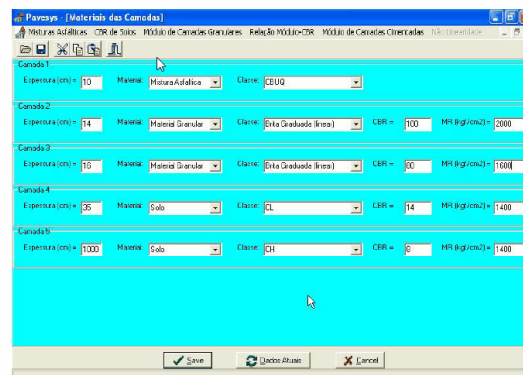 Pavesys - [Materiais das Camadas]
Misturas Asfálticas CBR de Solos Módulo de Camadas Granulares Relação Módulo-CBR Módulo de Camadas Cimentadas Não Linearidade
Camada 1
Espessura (cm) = 10 Material: Mistura Asfaltica Classe: CBUQ
Camada 2
Espessura (cm) = 14 Material: Material Granular Classe: Brita Graduada (linear) CBR = 100 MR (kgf/cm2) = 2000
Camada 3
Espessura (cm) = 16 Material: Material Granular Classe: Brita Graduada (linear) CBR = 80 MR (kgf/cm2) = 1600
Camada 4
Espessura (cm) = 35 Material: Solo Classe: CL CBR = 14 MR (kgf/cm2) = 1400
Camada 5
Espessura (cm) = 1000 Material: Solo Classe: CH CBR = 8 MR (kgf/cm2) = 1400
Save Dados Atuais Cancel